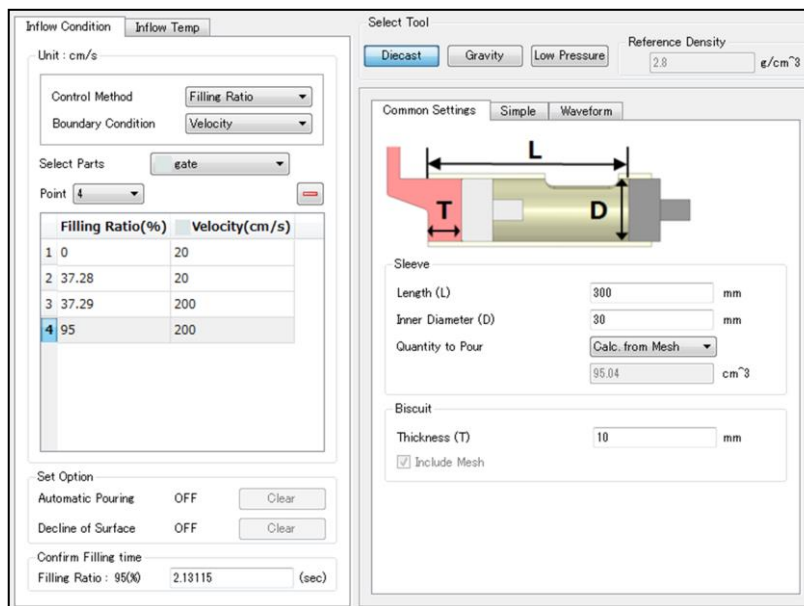 Inflow Condition Inflow Temp
Unit : cm/s
Control Method Filling Ratio
Boundary Condition Velocity
Select Parts gate
Point 4
Filling Ratio(%) Velocity(cm/s)
1 0 20
2 37.28 20
3 37.29 200
4 95 200
Set Option
Automatic Pouring OFF Clear
Decline of Surface OFF Clear
Confirm Filling time
Filling Ratio : 95(%) 2.13115 (sec)
Select Tool
Diecast Gravity Low Pressure
Reference Density
2.8 g/cm^3
Common Settings Simple Waveform
L
T
D
Sleeve
Length (L) 300 mm
Inner Diameter (D) 30 mm
Quantity to Pour Calc. from Mesh
95.04 cm^3
Biscuit
Thickness (T) 10 mm
Include Mesh